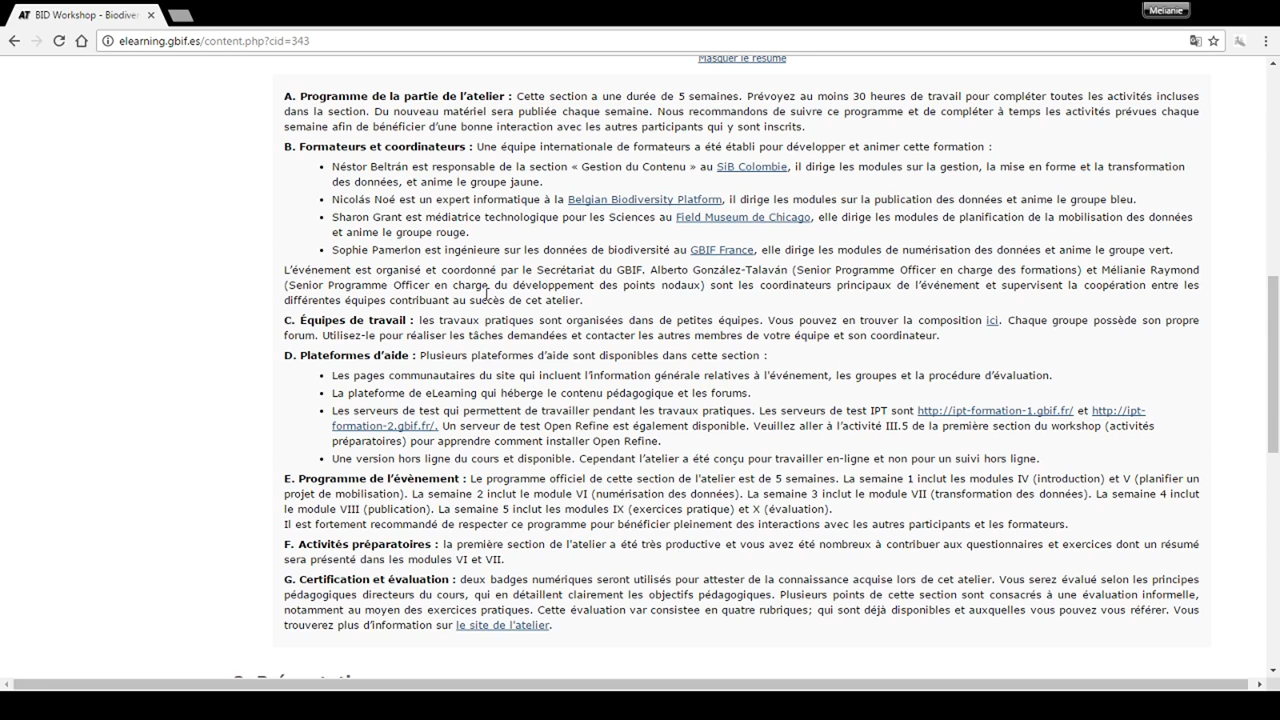 BID Workshop - Biodiver
Mélanie
elearning.gbif.es/content.php?cid=343
Masquer le résumé
A. Programme de la partie de l'atelier : Cette section a une durée de 5 semaines. Prévoyez au moins 30 heures de travail pour compléter toutes les activités incluses
dans la section. Du nouveau matériel sera publiée chaque semaine. Nous recommandons de suivre ce programme et de compléter à temps les activités prévues chaque
semaine afin de bénéficier d'une bonne interaction avec les autres participants qui y sont inscrits.
B. Formateurs et coordinateurs : Une équipe internationale de formateurs a été établi pour développer et animer cette formation :
• Néstor Beltrán est responsable de la section « Gestion du Contenu » au SiB Colombie, il dirige les modules sur la gestion, la mise en forme et la transformation
des données, et anime le groupe jaune.
• Nicolás Noé est un expert informatique à la Belgian Biodiversity Platform, il dirige les modules sur la publication des données et anime le groupe bleu.
• Sharon Grant est médiatrice technologique pour les Sciences au Field Museum de Chicago, elle dirige les modules de planification de la mobilisation des données
et anime le groupe rouge.
• Sophie Pamerlon est ingénieure sur les données de biodiversité au GBIF France, elle dirige les modules de numérisation des données et anime le groupe vert.
L'événement est organisé et coordonné par le Secrétariat du GBIF. Alberto González-Talaván (Senior Programme Officer en charge des formations) et Mélianie Raymond
(Senior Programme Officer en charge du développement des points nodaux) sont les coordinateurs principaux de l'événement et supervisent la coopération entre les
différentes équipes contribuant au succès de cet atelier.
C. Équipes de travail : les travaux pratiques sont organisées dans de petites équipes. Vous pouvez en trouver la composition ici. Chaque groupe possède son propre
forum. Utilisez-le pour réaliser les tâches demandées et contacter les autres membres de votre équipe et son coordinateur.
D. Plateformes d'aide : Plusieurs plateformes d'aide sont disponibles dans cette section :
• Les pages communautaires du site qui incluent l'information générale relatives à l'événement, les groupes et la procédure d'évaluation.
• La plateforme de eLearning qui héberge le contenu pédagogique et les forums.
• Les serveurs de test qui permettent de travailler pendant les travaux pratiques. Les serveurs de test IPT sont http://ipt-formation-1.gbif.fr/ et http://ipt-
formation-2.gbif.fr/. Un serveur de test Open Refine est également disponible. Veuillez aller à l'activité III.5 de la première section du workshop (activités
préparatoires) pour apprendre comment installer Open Refine.
• Une version hors ligne du cours et disponible. Cependant l'atelier a été conçu pour travailler en-ligne et non pour un suivi hors ligne.
E. Programme de l'évènement : Le programme officiel de cette section de l'atelier est de 5 semaines. La semaine 1 inclut les modules IV (introduction) et V (planifier un
projet de mobilisation). La semaine 2 inclut le module VI (numérisation des données). La semaine 3 inclut le module VII (transformation des données). La semaine 4 inclut
le module VIII (publication). La semaine 5 inclut les modules IX (exercices pratique) et X (évaluation).
Il est fortement recommandé de respecter ce programme pour bénéficier pleinement des interactions avec les autres participants et les formateurs.
F. Activités préparatoires : la première section de l'atelier a été très productive et vous avez été nombreux à contribuer aux questionnaires et exercices dont un résumé
sera présenté dans les modules VI et VII.
G. Certification et évaluation : deux badges numériques seront utilisés pour attester de la connaissance acquise lors de cet atelier. Vous serez évalué selon les principes
pédagogiques directeurs du cours, qui en détaillent clairement les objectifs pédagogiques. Plusieurs points de cette section sont consacrés à une évaluation informelle,
notamment au moyen des exercices pratiques. Cette évaluation var consistee en quatre rubriques; qui sont déjà disponibles et auxquelles vous pouvez vous référer. Vous
trouverez plus d'information sur le site de l'atelier.